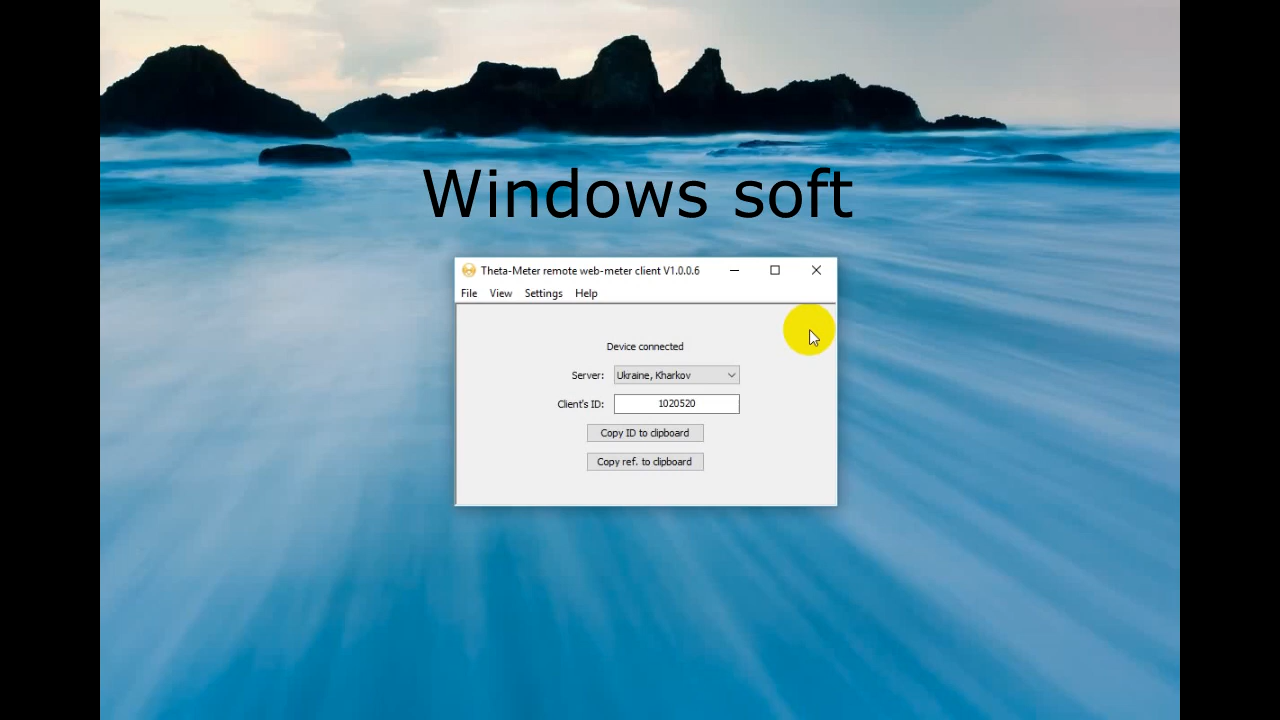 Windows soft
Theta-Meter remote web-meter client V1.0.0.6
File View Settings Help
Device connected
Server: Ukraine, Kharkov
Client's ID: 1020520
Copy ID to clipboard
Copy ref. to clipboard